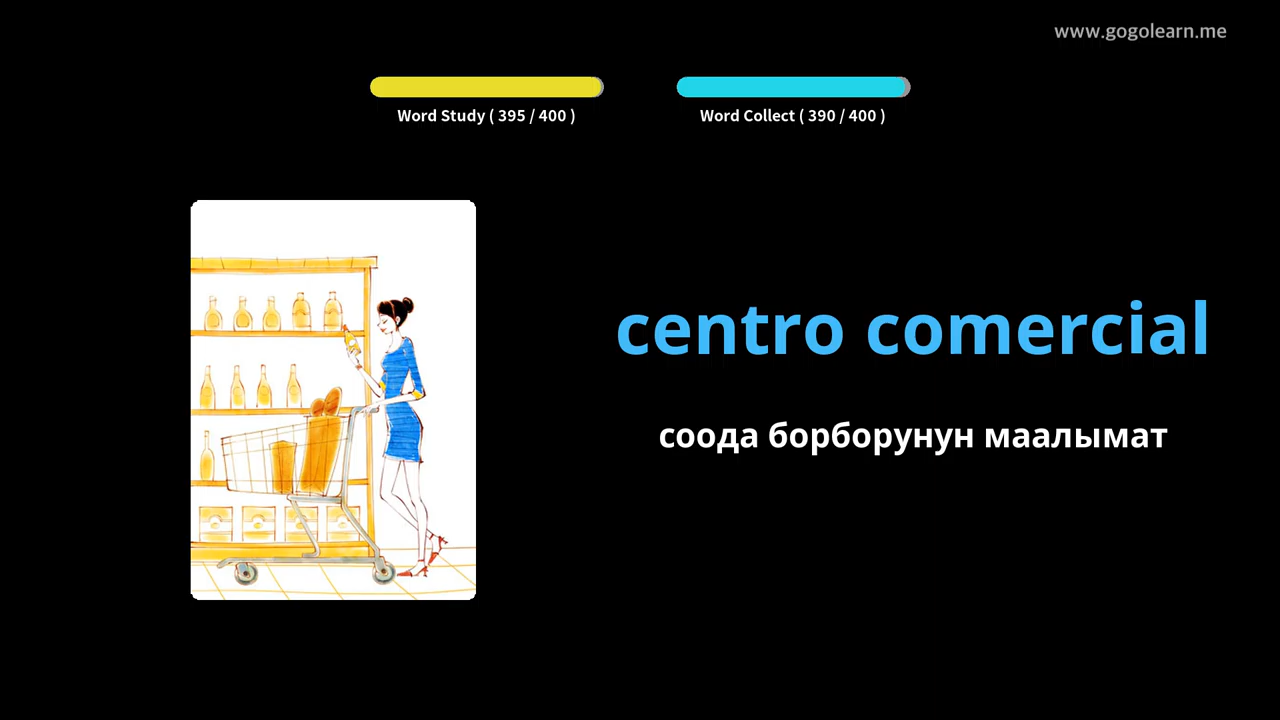 www.gogolearn.me
Word Study ( 395 / 400 )
Word Collect ( 390 / 400 )
centro comercial
соода борборунун маалымат